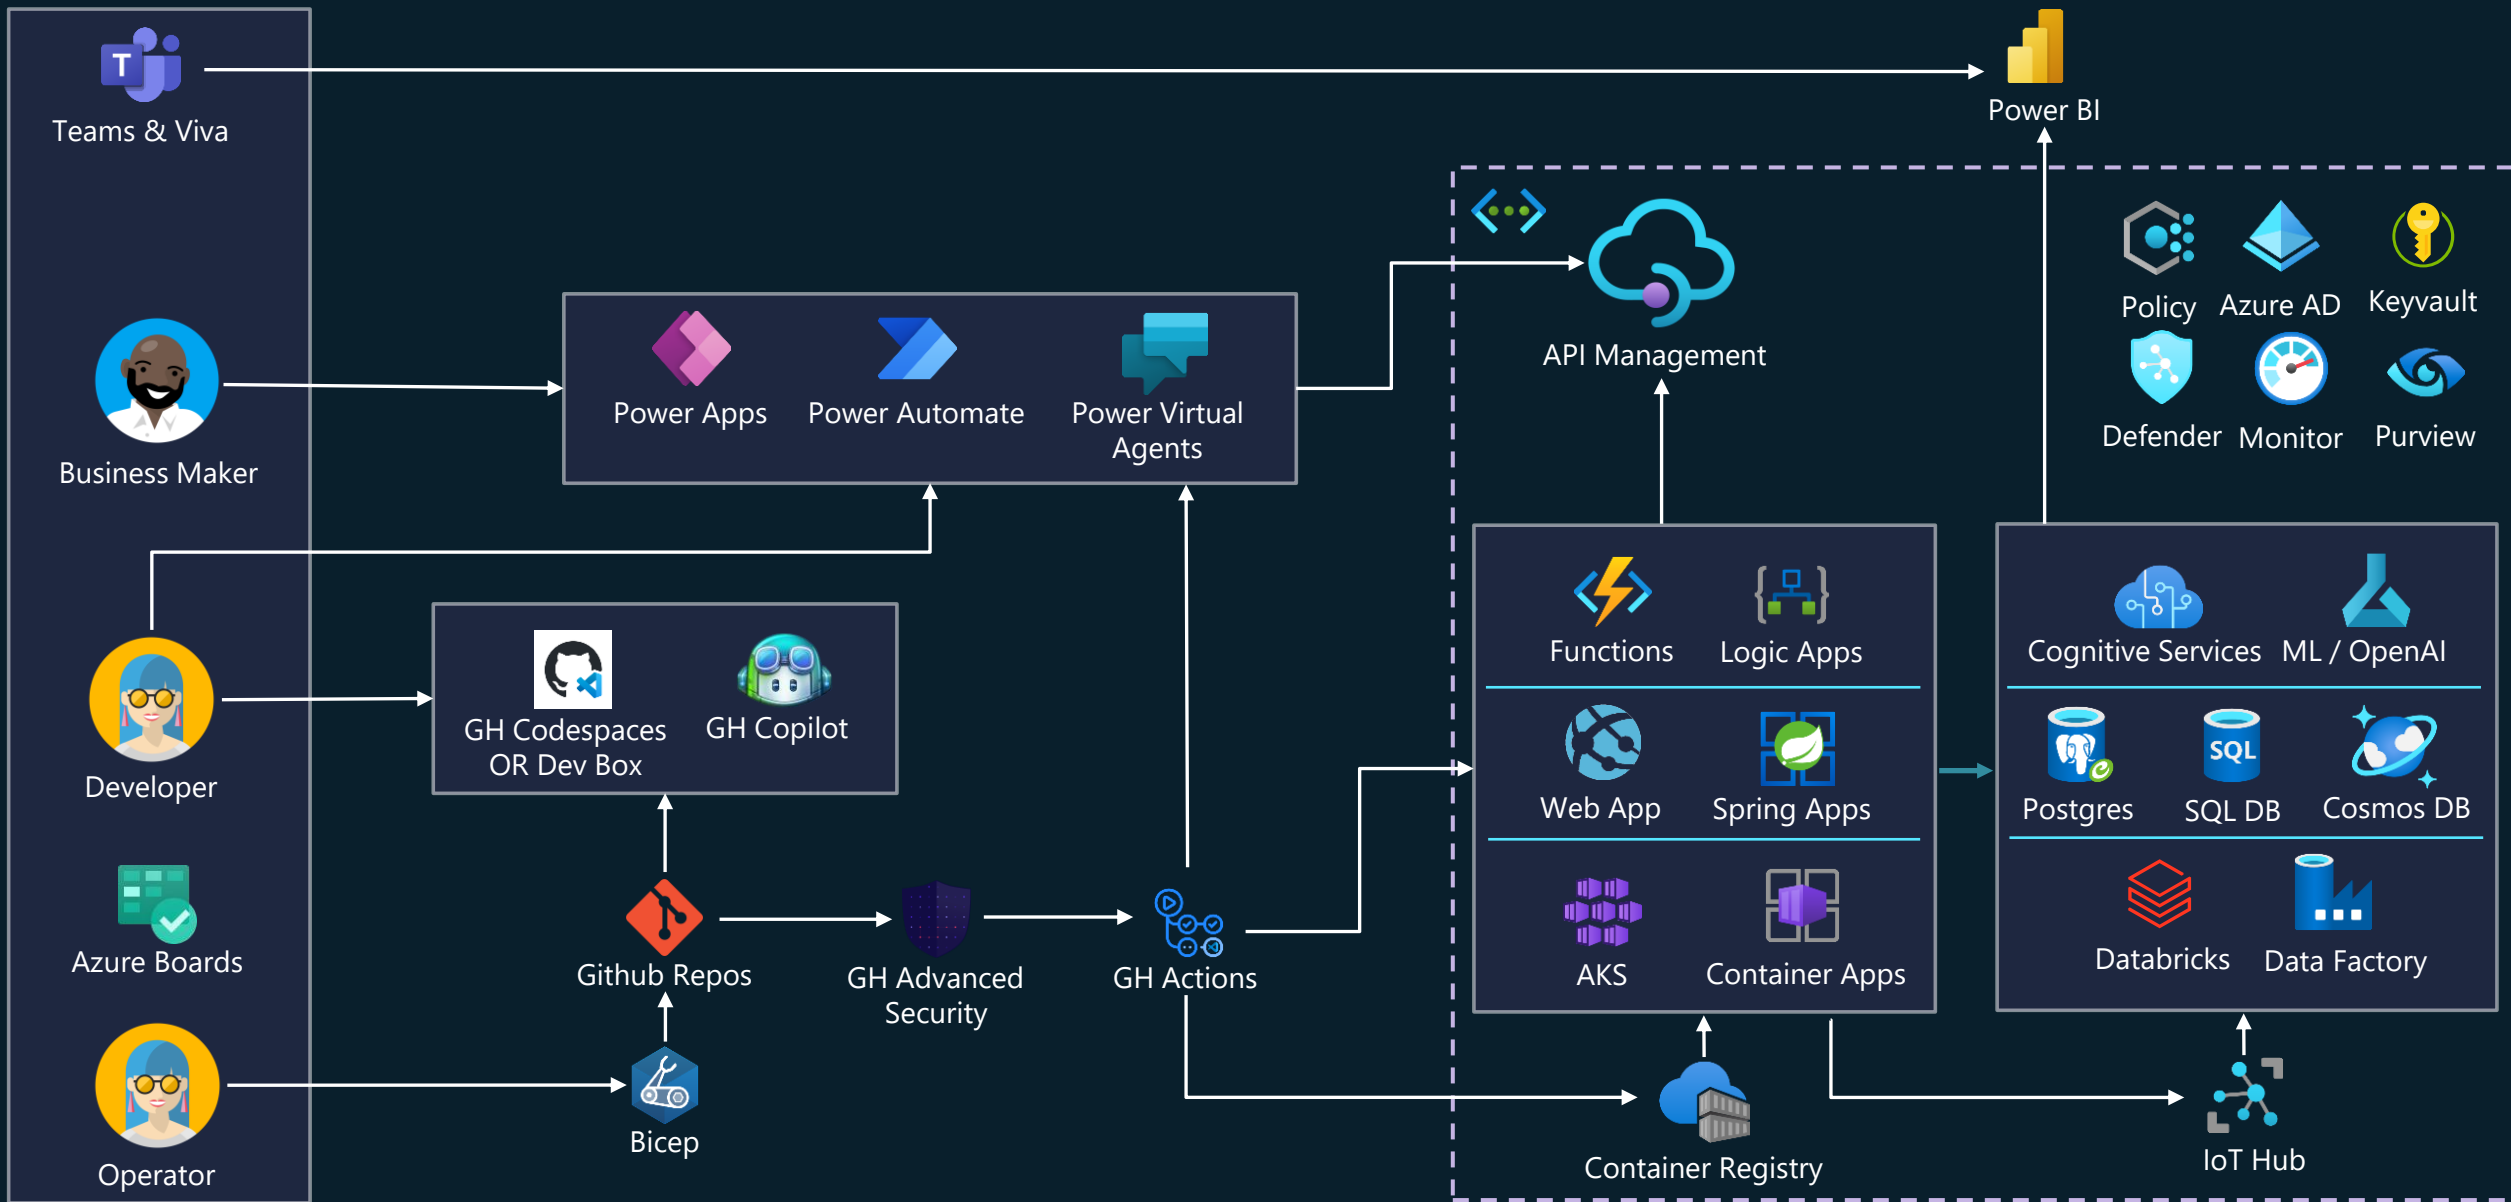 T
Teams & Viva
Power BI
Policy
Azure AD
Keyvault
API Management
Defender
Monitor
Purview
Power Apps
Power Automate
Power Virtual
Agents
Business Maker
Functions
Logic Apps
Cognitive Services
ML / OpenAI
GH Codespaces
OR Dev Box
GH Copilot
Developer
SQL
Web App
Spring Apps
Postgres
SQL DB
Cosmos DB
Azure Boards
Github Repos
GH Advanced
Security
GH Actions
AKS
Container Apps
Databricks
Data Factory
Operator
Bicep
Container Registry
IoT Hub